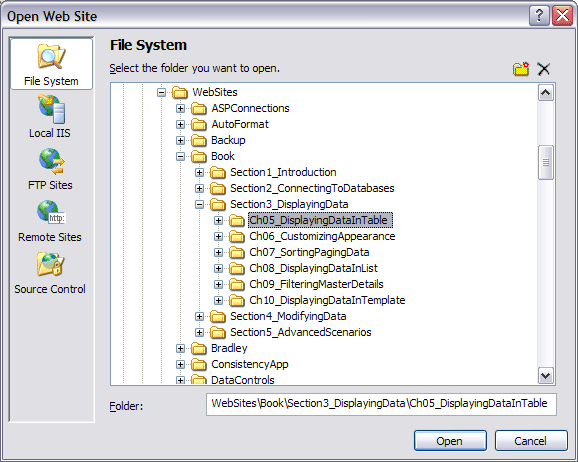 Open Web Site
File System
Local IIS
FTP Sites
http:
Remote Sites
Source Control
File System
Select the folder you want to open.
WebSites
ASPConnections
AutoFormat
Backup
Book
Section1_Introduction
Section2_ConnectingToDatabases
Section3_DisplayingData
Ch05_DisplayingDataInTable
Ch06_CustomizingAppearance
Ch07_SortingPagingData
Ch08_DisplayingDataInList
Ch09_FilteringMasterDetails
Ch10_DisplayingDataInTemplate
Section4_ModifyingData
Section5_AdvancedScenarios
Bradley
ConsistencyApp
DataControls
Folder:
WebSites\Book\Section3_DisplayingData\Ch05_DisplayingDataInTable
Open
Cancel